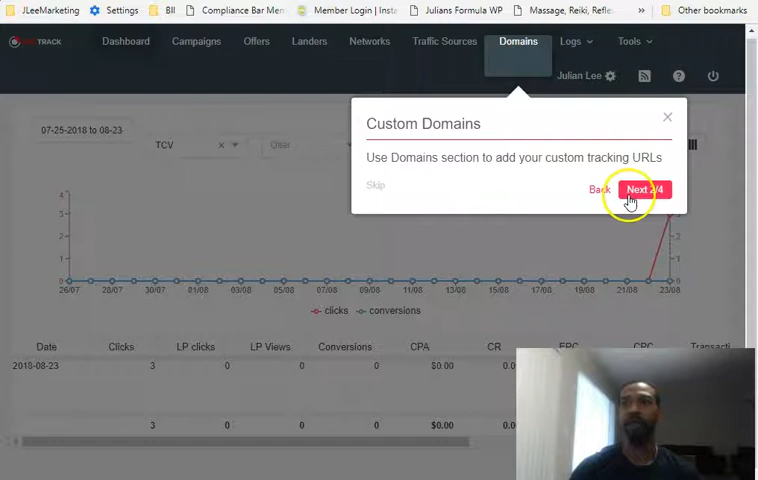 JLeeMarketing Settings BII Compliance Bar Men Member Login | Insta Julians Formula WP Massage, Reiki, Refle » Other bookmarks
TRACK Dashboard Campaigns Offers Landers Networks Traffic Sources Domains Logs Tools
Julian Lee
Custom Domains
Use Domains section to add your custom tracking URLs
Skip Back Next 2/4
07-25-2018 to 08-23
TCV
4
3
2
1
0
2
1
0
26/07 28/07 30/07 01/08 03/08 05/08 07/08 09/08 11/08 13/08 15/08 17/08 19/08 21/08 23/08
clicks conversions
Date Clicks LP clicks LP Views Conversions CPA CR EPC CPC Transacti
2018-08-23 3 0 0 0 $0.00 0
3 0 0 0 $0.00 0